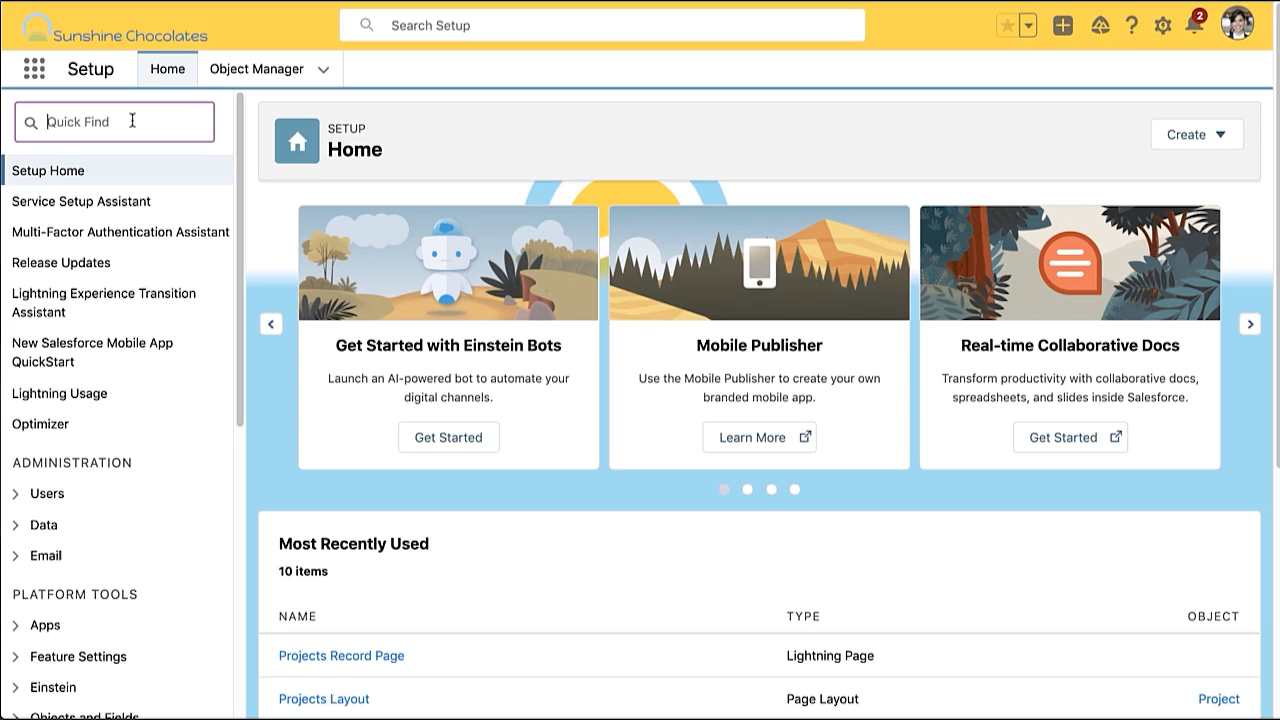 Sunshine Chocolates
Search Setup
2
Setup
Home
Object Manager
Quick Find
Setup Home
Service Setup Assistant
Multi-Factor Authentication Assistant
Release Updates
Lightning Experience Transition
Assistant
New Salesforce Mobile App
QuickStart
Lightning Usage
Optimizer
ADMINISTRATION
Users
Data
Email
PLATFORM TOOLS
Apps
Feature Settings
Einstein
Objects and Fields
SETUP
Home
Create
Get Started with Einstein Bots
Launch an AI-powered bot to automate your
digital channels.
Get Started
Mobile Publisher
Use the Mobile Publisher to create your own
branded mobile app.
Learn More
Real-time Collaborative Docs
Transform productivity with collaborative docs,
spreadsheets, and slides inside Salesforce.
Get Started
Most Recently Used
10 items
NAME TYPE OBJECT
Projects Record Page Lightning Page
Projects Layout Page Layout Project